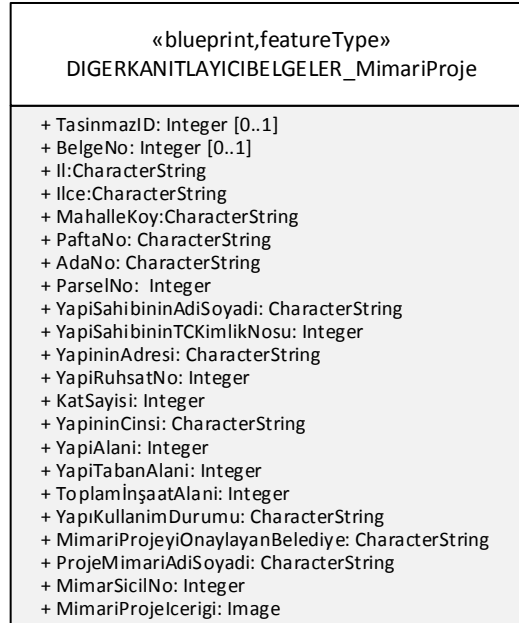 «blueprint,featureType»
DIGERKANITLAYICIBELGELER_MimariProje
+ TasinmazID: Integer [0..1]
+ BelgeNo: Integer [0..1]
+ Il:CharacterString
+ Ilce:CharacterString
+ MahalleKoy:CharacterString
+ PaftaNo: CharacterString
+ AdaNo: CharacterString
+ ParselNo: Integer
+ YapiSahibininAdiSoyadi: CharacterString
+ YapiSahibininTCKimlikNosu: Integer
+ YapininAdresi: CharacterString
+ YapiRuhsatNo: Integer
+ KatSayisi: Integer
+ YapininCinsi: CharacterString
+ YapiAlani: Integer
+ YapiTabanAlani: Integer
+ ToplamİnşaatAlani: Integer
+ YapıKullanimDurumu: CharacterString
+ MimariProjeyiOnaylayanBelediye: CharacterString
+ ProjeMimariAdiSoyadi: CharacterString
+ MimarSicilNo: Integer
+ MimariProjeIcerigi: Image